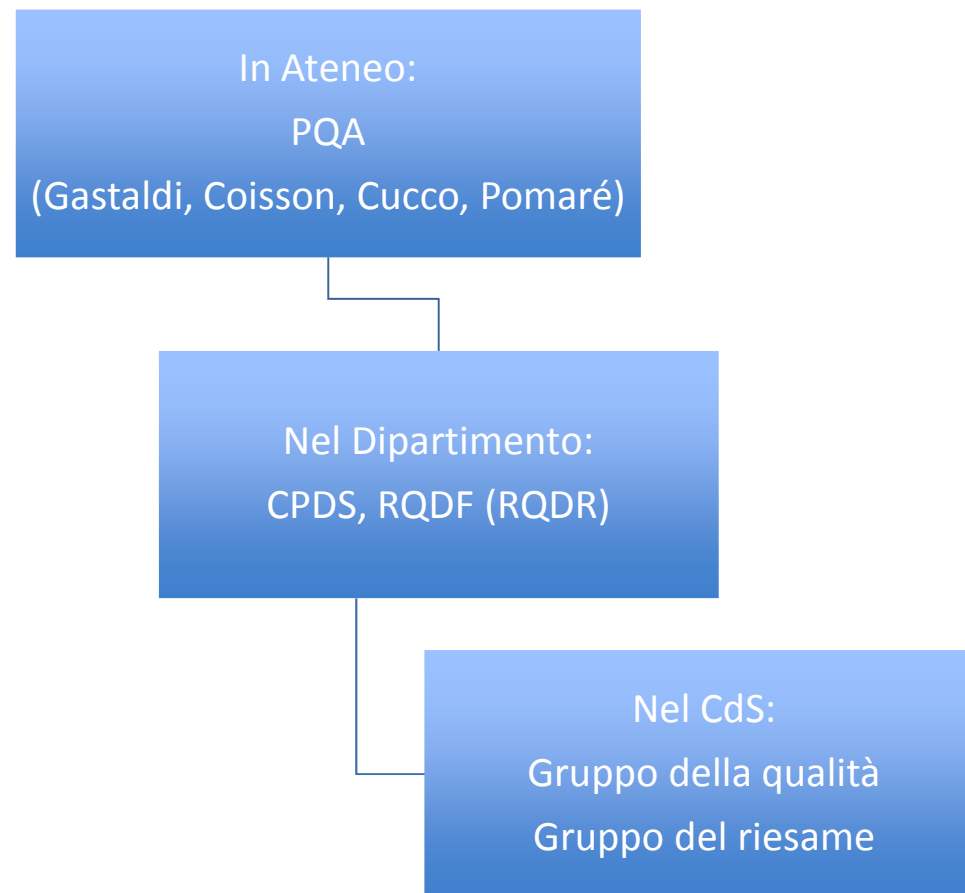 In Ateneo:
PQA
(Gastaldi, Coisson, Cucco, Pomaré)
Nel Dipartimento:
CPDS, RQDF (RQDR)
Nel CdS:
Gruppo della qualità
Gruppo del riesame